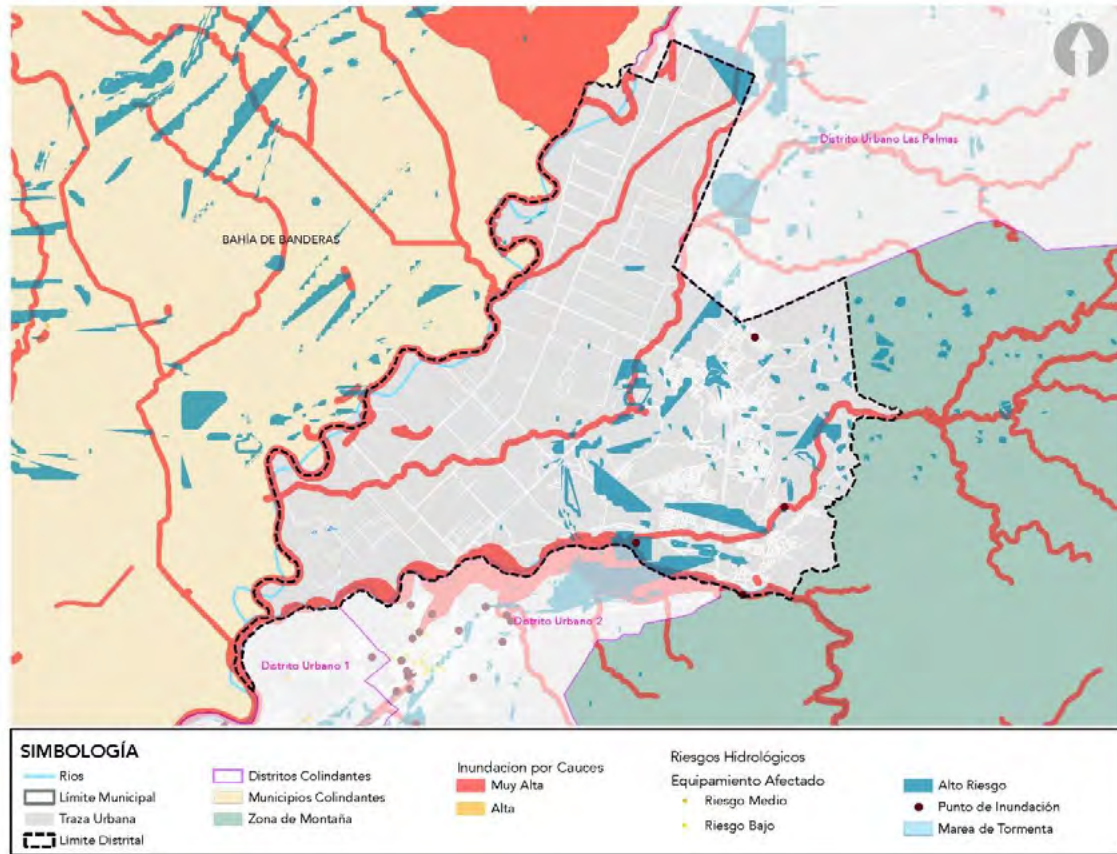 Distrito Urbano Las Palmas
BAHÍA DE BANDERAS
Distrito Urbano 2
Distrito Urbano 1
SIMBOLOGÍA
Rios
Límite Municipal
Traza Urbana
Límite Distrital
Distritos Colindantes
Municipios Colindantes
Zona de Montaña
Inundacion por Cauces
Muy Alta
Alta
Riesgos Hidrológicos
Equipamiento Afectado
Riesgo Medio
Riesgo Bajo
Alto Riesgo
Punto de Inundación
Marea de Tormenta